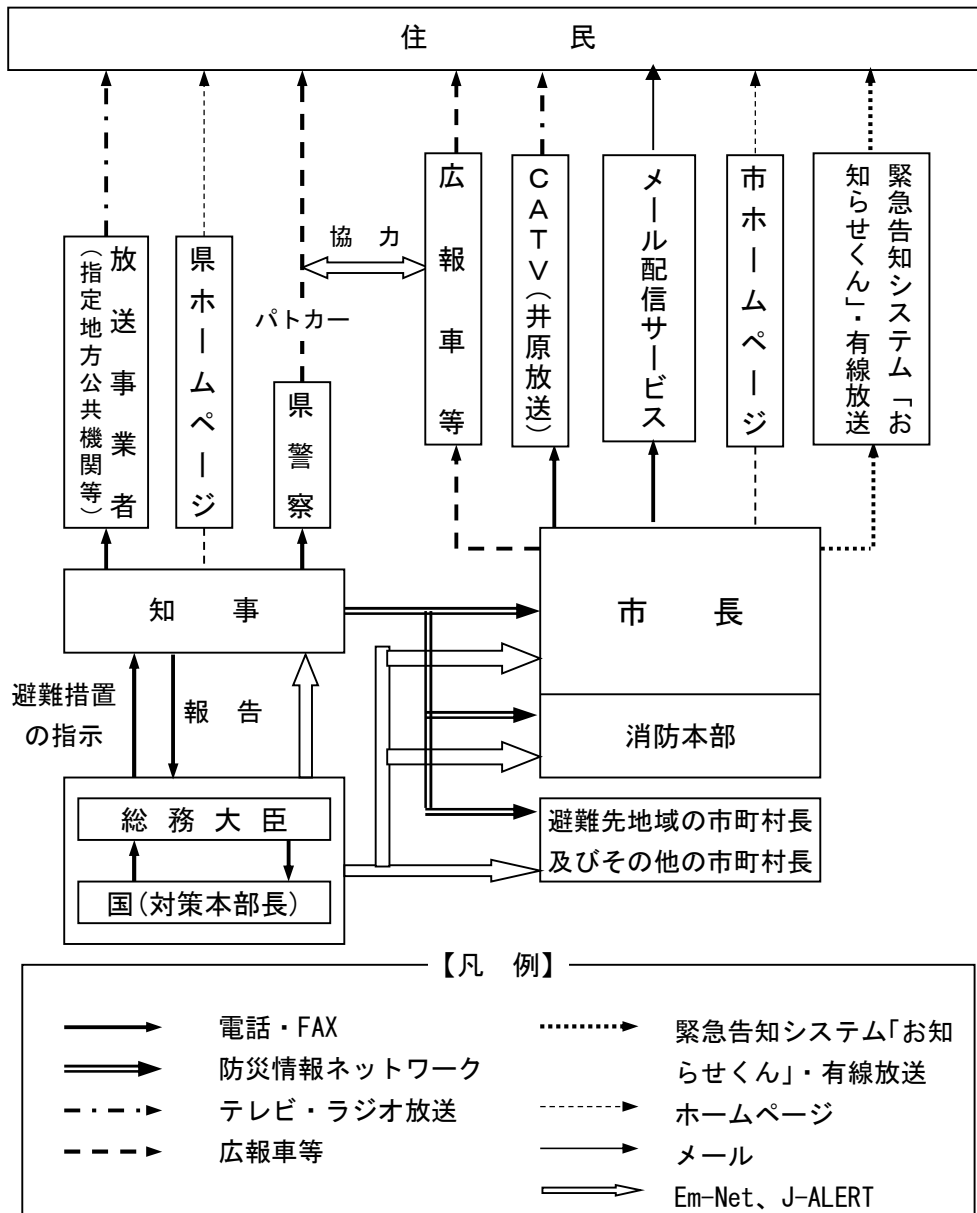 住　　　　民
放送事業者
（指定地方公共機関等）
県ホームページ
県警察
パトカー
協　力
広報車等
ＣＡＴＶ（井原放送）
メール配信サービス
市ホームページ
緊急告知システム「お
知らせくん」・有線放送
知　　事
市　　長
消防本部
避難措置
の指示
報　告
総務大臣
国(対策本部長)
避難先地域の市町村長
及びその他の市町村長
【凡　例】
電話・FAX
防災情報ネットワーク
テレビ・ラジオ放送
広報車等
緊急告知システム｢お知
らせくん｣・有線放送
ホームページ
メール
Em-Net、J-ALERT